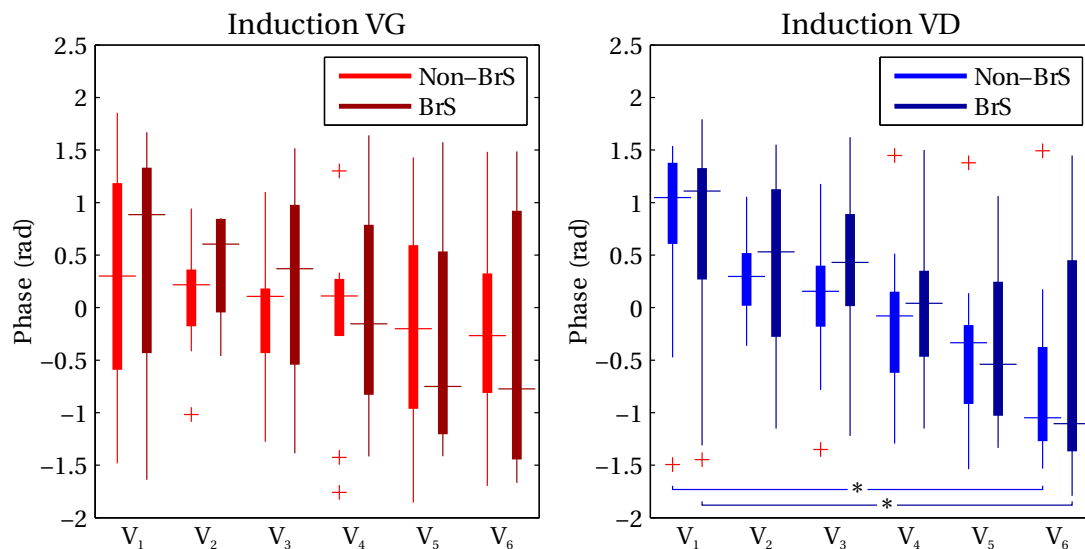 Induction VG
Phase (rad)
2.5
2
1.5
1
0.5
0
−0.5
−1
−1.5
−2
Non−BrS
BrS
V₁ V₂ V₃ V₄ V₅ V₆
Induction VD
Phase (rad)
2.5
2
1.5
1
0.5
0
−0.5
−1
−1.5
−2
Non−BrS
BrS
*
*
V₁ V₂ V₃ V₄ V₅ V₆